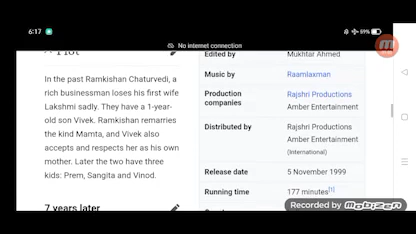 6:17
59%
No internet connection
Plot
In the past Ramkishan Chaturvedi, a
rich businessman loses his first wife
Lakshmi sadly. They have a 1-year-
old son Vivek. Ramkishan remarries
the kind Mamta, and Vivek also
accepts and respects her as his own
mother. Later the two have three
kids: Prem, Sangita and Vinod.
7 years later
Edited by Mukhtar Ahmed
Music by Raamlaxman
Production Rajshri Productions
companies Amber Entertainment
Distributed by Rajshri Productions
Amber Entertainment
(International)
Release date 5 November 1999
Running time 177 minutes[1]
Recorded by mobizen